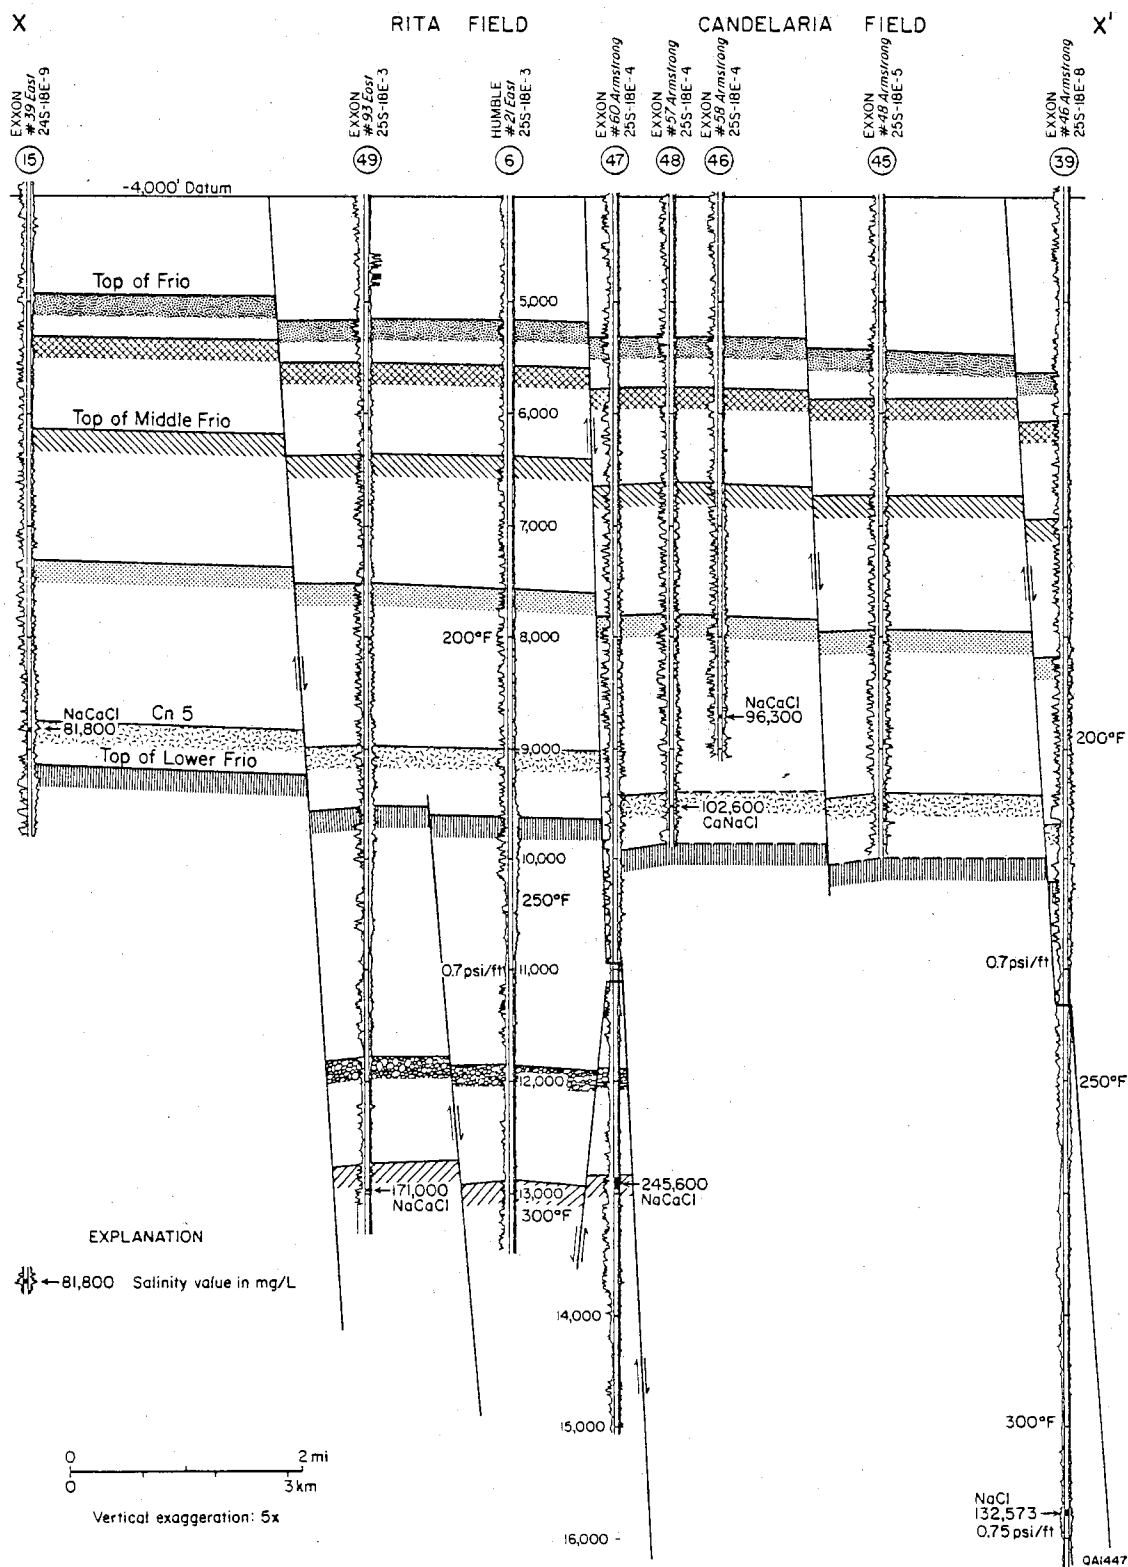 X
RITA FIELD
CANDELARIA FIELD
X'
EXXON
#39 East
24S-18E-9
EXXON
#93 East
25S-18E-3
HUMBLE
#21 East
25S-18E-3
EXXON
#60 Armstrong
25S-18E-4
EXXON
#57 Armstrong
25S-18E-4
EXXON
#58 Armstrong
25S-18E-4
EXXON
#48 Armstrong
25S-18E-5
EXXON
#46 Armstrong
25S-18E-8
15
49
6
47
48
46
45
39
-4,000' Datum
Top of Frio
5,000
6,000
Top of Middle Frio
7,000
200°F
8,000
NaCaCl
81,800
Cn 5
NaCaCl
96,300
9,000
200°F
Top of Lower Frio
102,600
CaNaCl
10,000
250°F
0.7psi/ft
11,000
0.7psi/ft
12,000
250°F
171,000
NaCaCl
13,000
300°F
245,600
NaCaCl
EXPLANATION
81,800 Salinity value in mg/L
14,000
15,000
300°F
0 2 mi
0 3 km
Vertical exaggeration: 5x
NaCl
132,573
0.75psi/ft
16,000
QA1447